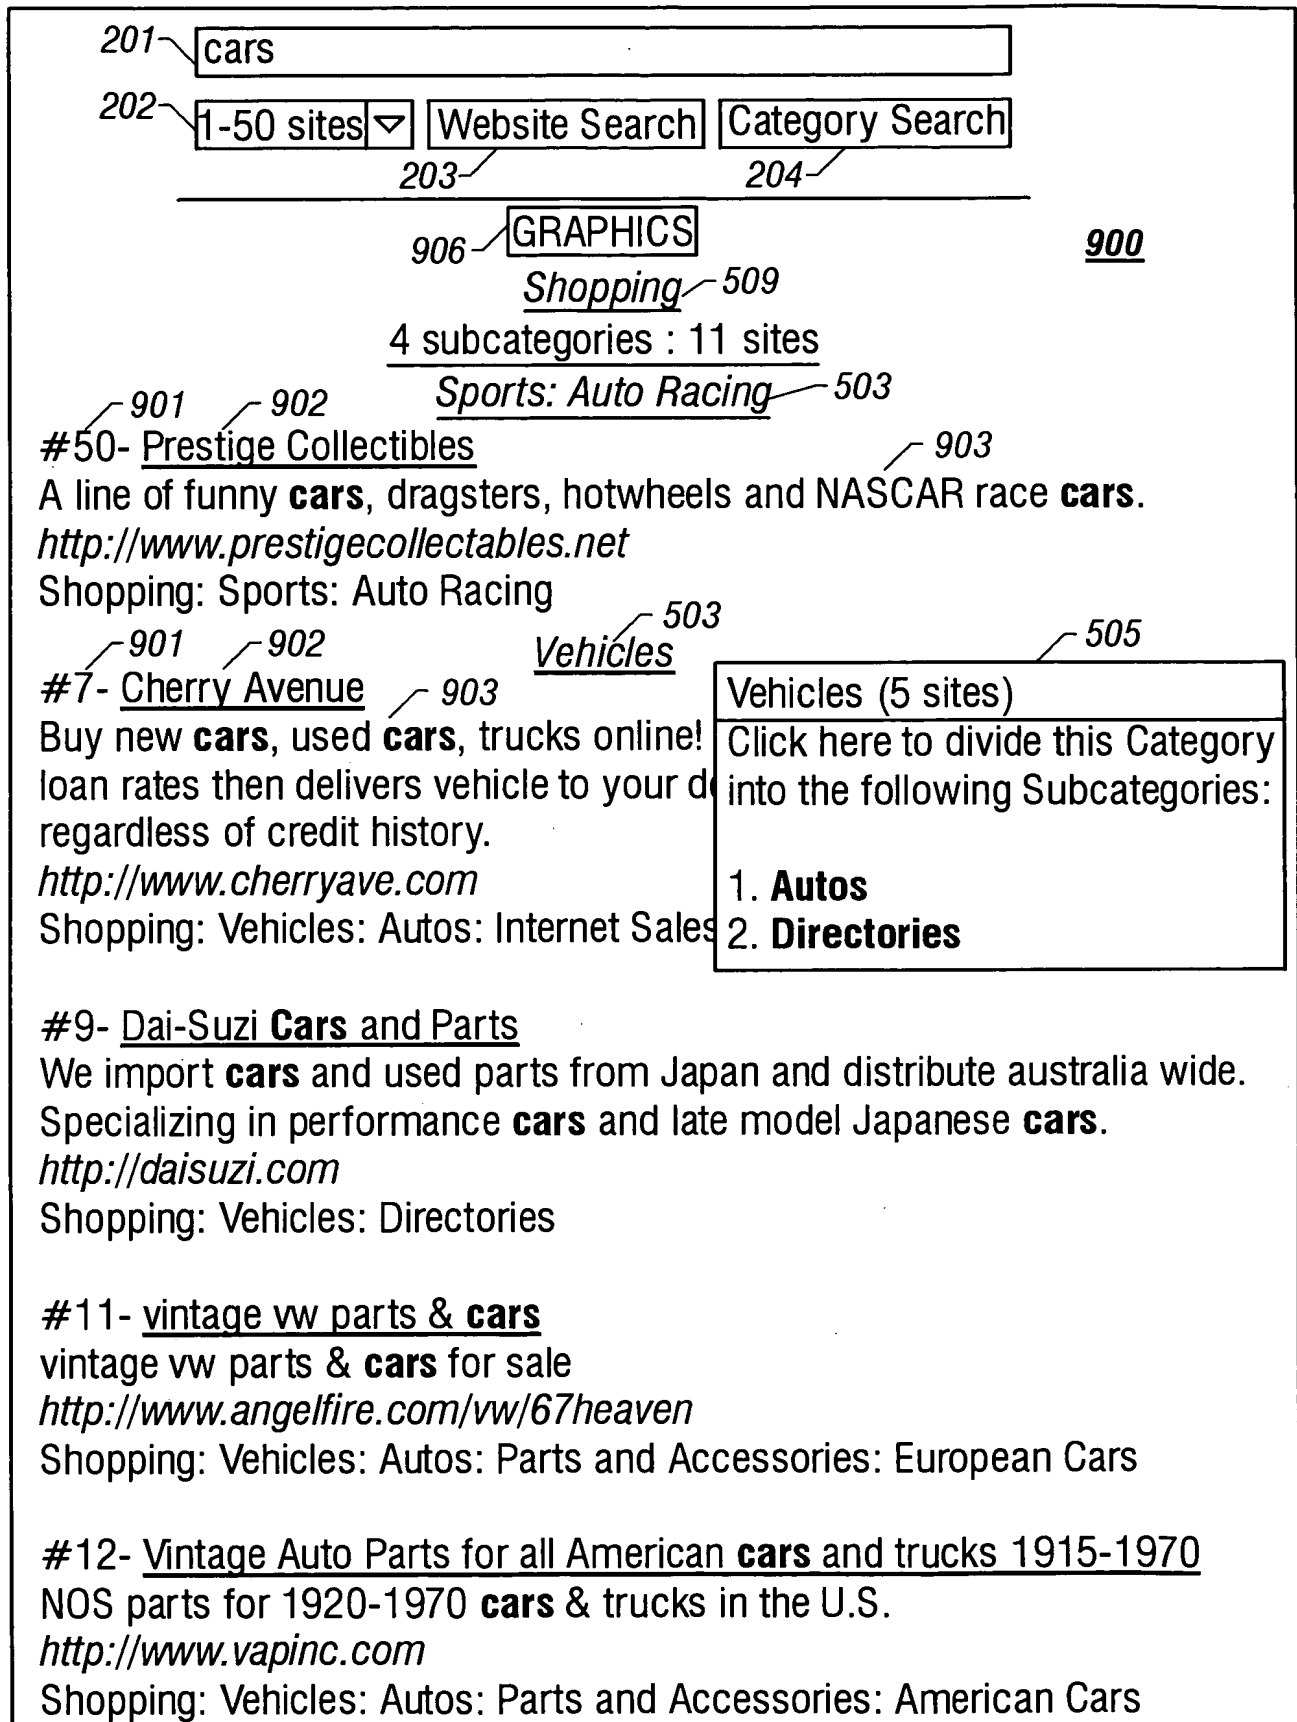 201 cars
202 1-50 sites Website Search Category Search
203 204
906 GRAPHICS 900
Shopping 509
4 subcategories : 11 sites
Sports: Auto Racing 503
901 902
#50- Prestige Collectibles 903
A line of funny cars, dragsters, hotwheels and NASCAR race cars.
http://www.prestigecollectables.net
Shopping: Sports: Auto Racing
901 902 Vehicles 503 505
#7- Cherry Avenue 903
Buy new cars, used cars, trucks online!
loan rates then delivers vehicle to your
regardless of credit history.
http://www.cherryave.com
Shopping: Vehicles: Autos: Internet Sales
Vehicles (5 sites)
Click here to divide this Category
into the following Subcategories:
1. Autos
2. Directories
#9- Dai-Suzi Cars and Parts
We import cars and used parts from Japan and distribute australia wide.
Specializing in performance cars and late model Japanese cars.
http://daisuzi.com
Shopping: Vehicles: Directories
#11- vintage vw parts & cars
vintage vw parts & cars for sale
http://www.angelfire.com/vw/67heaven
Shopping: Vehicles: Autos: Parts and Accessories: European Cars
#12- Vintage Auto Parts for all American cars and trucks 1915-1970
NOS parts for 1920-1970 cars & trucks in the U.S.
http://www.vapinc.com
Shopping: Vehicles: Autos: Parts and Accessories: American Cars